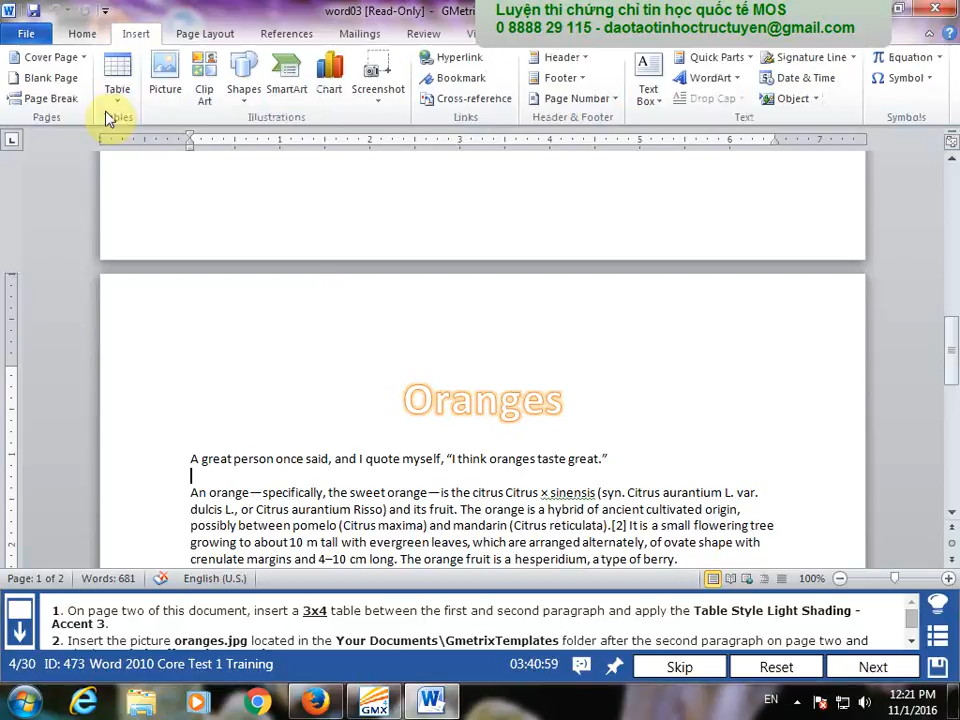 word03 [Read-Only] - GMetri
Luyện thi chứng chỉ tin học quốc tế MOS
0 8888 29 115 - daotaotinhoctructuyen@gmail.com
File Home Insert Page Layout References Mailings Review
Cover Page
Blank Page
Page Break
Pages
Table
Picture
Clip Art
Shapes
SmartArt
Chart
Screenshot
Illustrations
Hyperlink
Bookmark
Cross-reference
Links
Header
Footer
Page Number
Header & Footer
A
Text Box
Quick Parts
WordArt
Drop Cap
Signature Line
Date & Time
Object
Text
Equation
Symbol
Symbols
1 2 3 4 5 6 7
Oranges
A great person once said, and I quote myself, “I think oranges taste great.”
An orange—specifically, the sweet orange—is the citrus Citrus × sinensis (syn. Citrus aurantium L. var.
dulcis L., or Citrus aurantium Risso) and its fruit. The orange is a hybrid of ancient cultivated origin,
possibly between pomelo (Citrus maxima) and mandarin (Citrus reticulata).[2] It is a small flowering tree
growing to about 10 m tall with evergreen leaves, which are arranged alternately, of ovate shape with
crenulate margins and 4–10 cm long. The orange fruit is a hesperidium, a type of berry.
Page: 1 of 2 Words: 681 English (U.S.) 100%
1. On page two of this document, insert a 3x4 table between the first and second paragraph and apply the Table Style Light Shading -
Accent 3.
2. Insert the picture oranges.jpg located in the Your Documents\GmetrixTemplates folder after the second paragraph on page two and
4/30 ID: 473 Word 2010 Core Test 1 Training 03:40:59 Skip Reset Next
GMX
EN
12:21 PM
11/1/2016